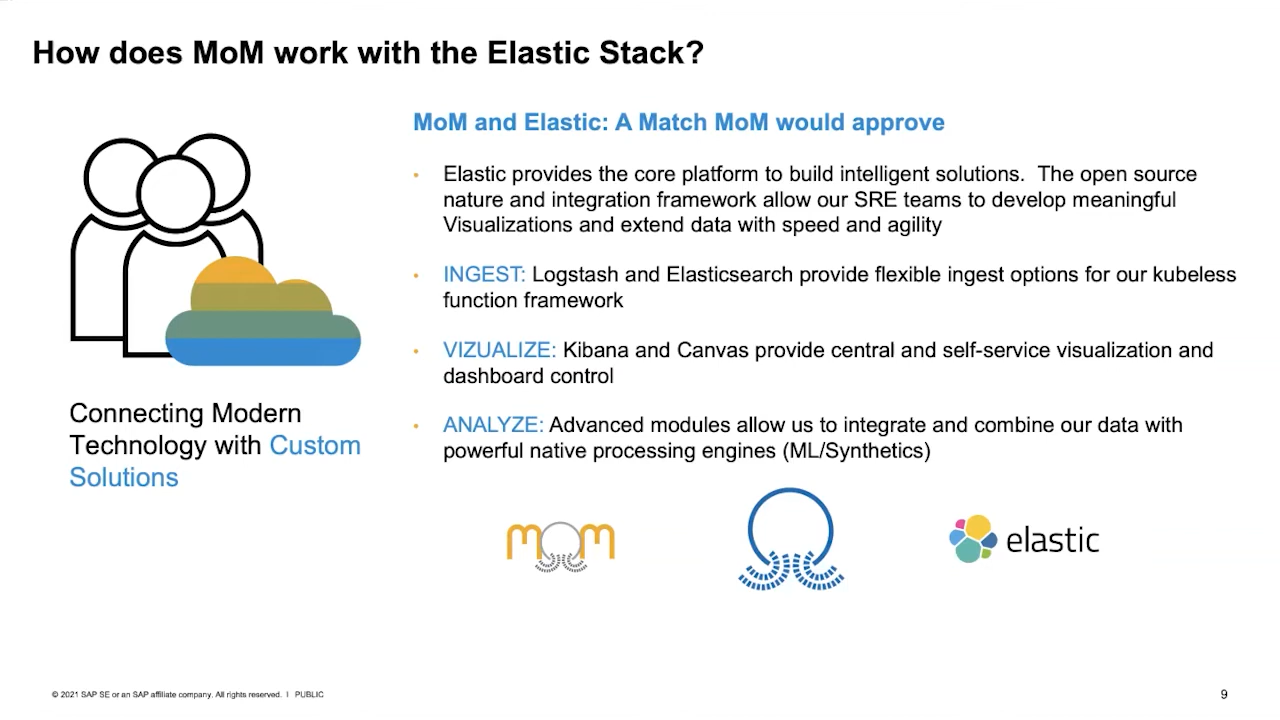 How does MoM work with the Elastic Stack?
MoM and Elastic: A Match MoM would approve
• Elastic provides the core platform to build intelligent solutions.  The open source
nature and integration framework allow our SRE teams to develop meaningful
Visualizations and extend data with speed and agility
• INGEST: Logstash and Elasticsearch provide flexible ingest options for our kubeless
function framework
• VIZUALIZE: Kibana and Canvas provide central and self-service visualization and
dashboard control
• ANALYZE: Advanced modules allow us to integrate and combine our data with
powerful native processing engines (ML/Synthetics)
Connecting Modern
Technology with Custom
Solutions
mom
elastic
© 2021 SAP SE or an SAP affiliate company. All rights reserved. I PUBLIC
9